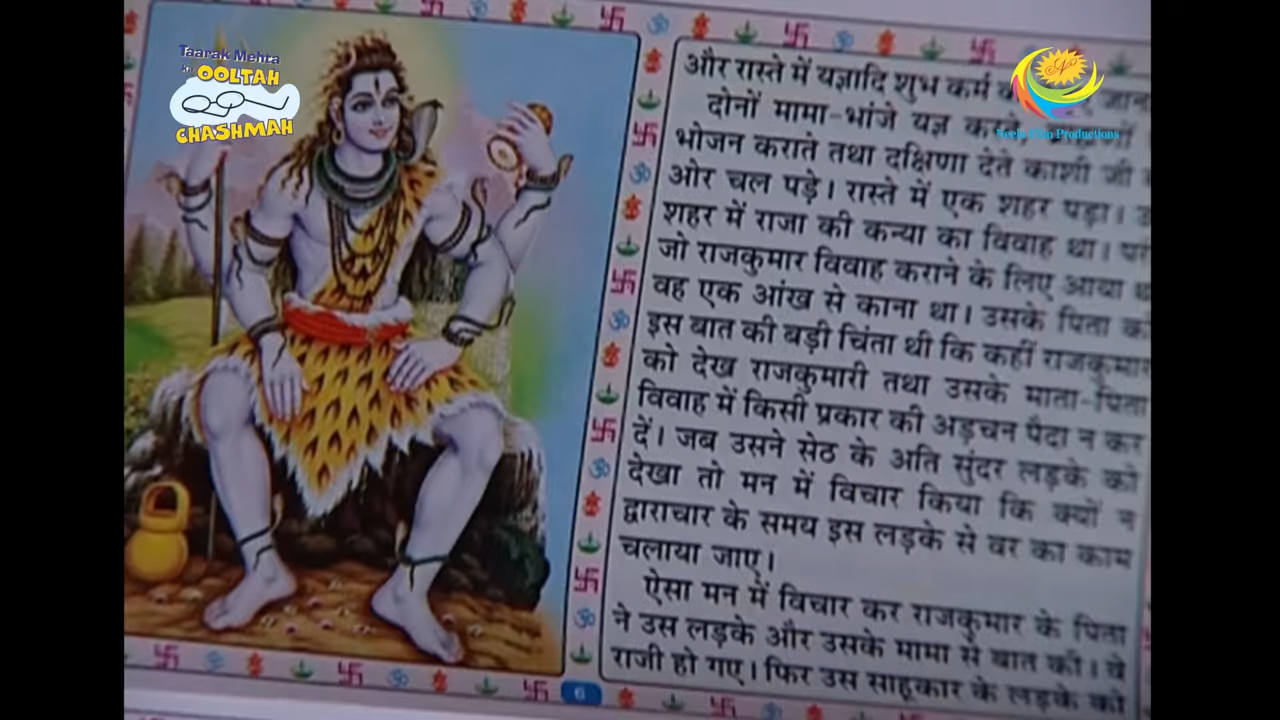 Taarak Mehta
ka OOLTAH
CHASHMAH
Neela Film Productions
और रास्ते में यज्ञादि शुभ कर्म
दोनों मामा-भांजे यज्ञ करते
भोजन कराते तथा दक्षिणा देते काशी जी
ओर चल पड़े। रास्ते में एक शहर पड़ा।
शहर में राजा की कन्या का विवाह था।
जो राजकुमार विवाह कराने के लिए आया
वह एक आंख से काना था। उसके पिता
इस बात की बड़ी चिंता थी कि कहीं राजकुमार
को देख राजकुमारी तथा उसके माता-पिता
विवाह में किसी प्रकार की अड़चन पैदा न कर
दें। जब उसने सेठ के अति सुंदर लड़के को
देखा तो मन में विचार किया कि क्यों न
द्वाराचार के समय इस लड़के से वर का काम
चलाया जाए।
ऐसा मन में विचार कर राजकुमार के पिता
ने उस लड़के और उसके मामा से बात की। वे
राजी हो गए। फिर उस साहूकार के लड़के को
6